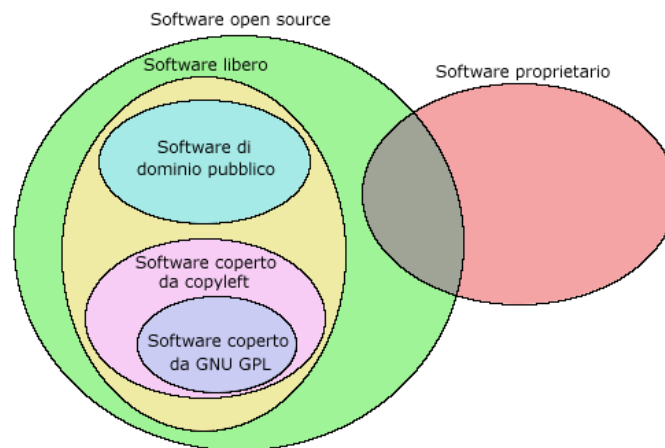 Software open source
Software libero
Software proprietario
Software di
dominio pubblico
Software coperto
da copyleft
Software coperto
da GNU GPL